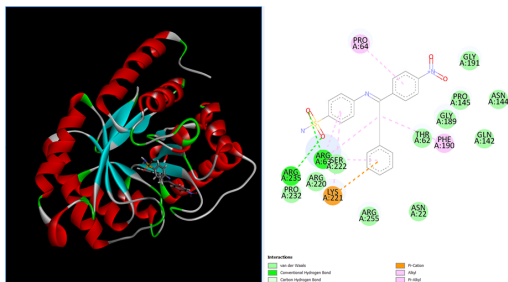 PRO
A:64
GLY
A:191
N
O
N
O
PRO
A:145
ASN
A:144
GLY
A:189
O
S
O
N
THR
A:62
PHE
A:190
GLN
A:142
SER
A:222
ARG
A:235
ARG
A:220
PRO
A:232
LYS
A:221
ARG
A:255
ASN
A:22
Interactions
van der Waals
Conventional Hydrogen Bond
Carbon Hydrogen Bond
Pi-Cation
Alkyl
Pi-Alkyl